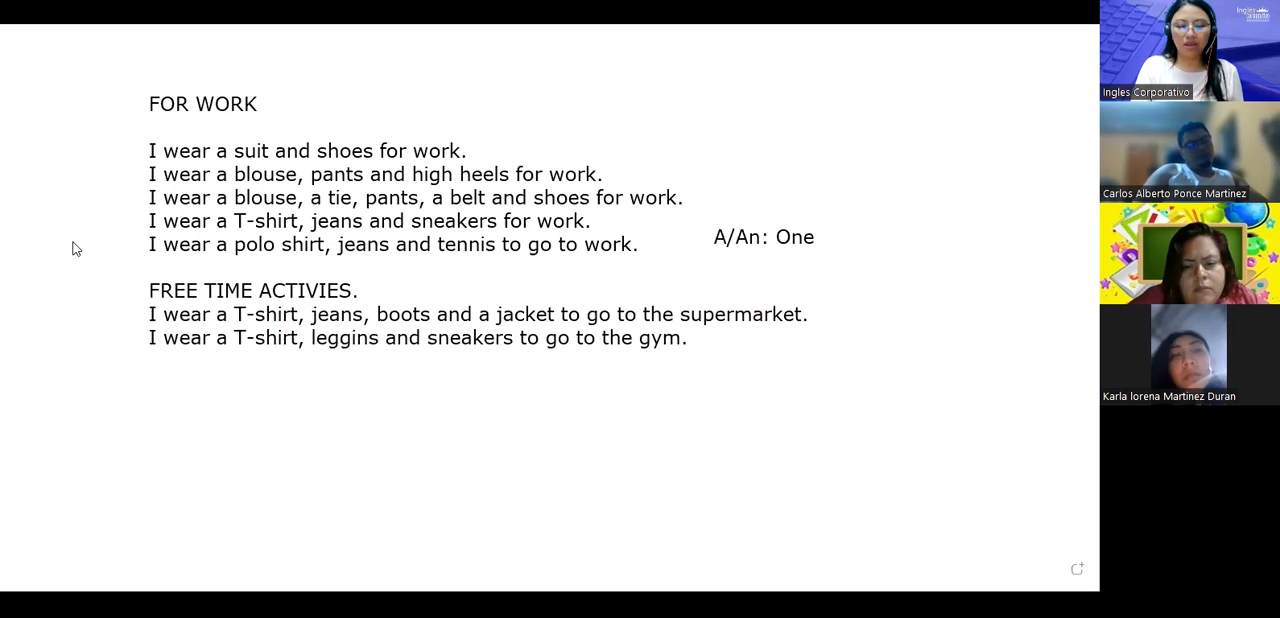 FOR WORK
I wear a suit and shoes for work.
I wear a blouse, pants and high heels for work.
I wear a blouse, a tie, pants, a belt and shoes for work.
I wear a T-shirt, jeans and sneakers for work.
I wear a polo shirt, jeans and tennis to go to work.
A/An: One
FREE TIME ACTIVIES.
I wear a T-shirt, jeans, boots and a jacket to go to the supermarket.
I wear a T-shirt, leggins and sneakers to go to the gym.
Ingles Corporativo
Carlos Alberto Ponce Martinez
Karla lorena Martinez Duran